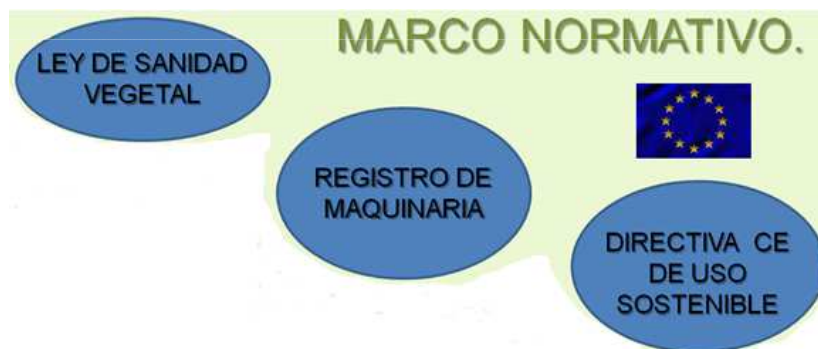 MARCO NORMATIVO.
LEY DE SANIDAD
VEGETAL
REGISTRO DE
MAQUINARIA
DIRECTIVA CE
DE USO
SOSTENIBLE